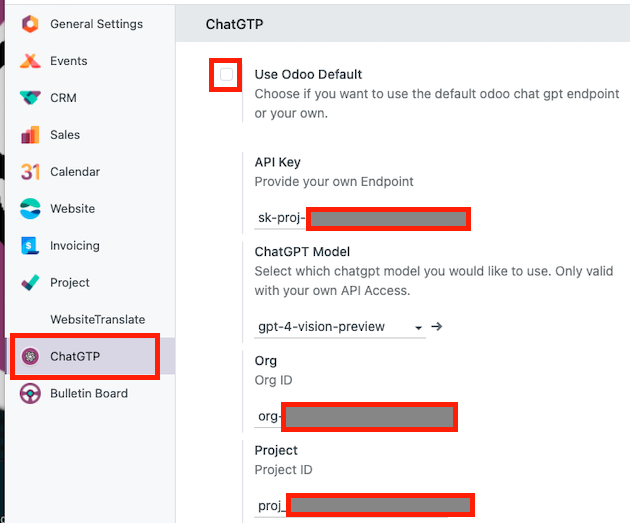 General Settings
Events
CRM
Sales
31 Calendar
Website
$ Invoicing
Project
WebsiteTranslate
ChatGTP
Bulletin Board
ChatGTP
Use Odoo Default
Choose if you want to use the default odoo chat gpt endpoint
or your own.
API Key
Provide your own Endpoint
sk-proj-
ChatGPT Model
Select which chatgpt model you would like to use. Only valid
with your own API Access.
gpt-4-vision-preview
Org
Org ID
org-
Project
Project ID
proj_